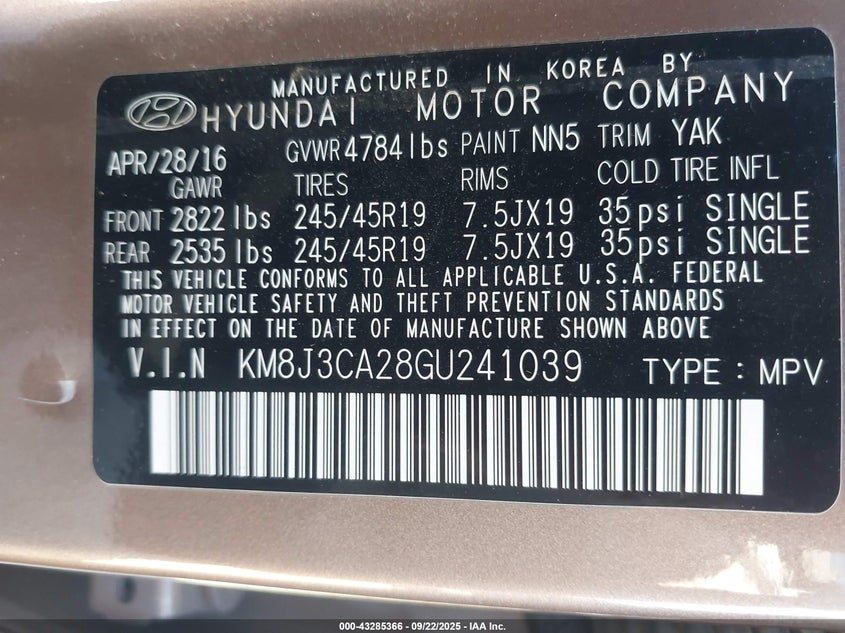 MANUFACTURED IN KOREA BY
HYUNDAI MOTOR COMPANY
APR/28/16 GVWR 4784 lbs PAINT NN5 TRIM YAK
GAWR TIRES RIMS COLD TIRE INFL
FRONT 2822 lbs 245/45R19 7.5JX19 35psi SINGLE
REAR 2535 lbs 245/45R19 7.5JX19 35psi SINGLE
THIS VEHICLE CONFORMS TO ALL APPLICABLE U.S.A. FEDERAL
MOTOR VEHICLE SAFETY AND THEFT PREVENTION STANDARDS
IN EFFECT ON THE DATE OF MANUFACTURE SHOWN ABOVE
V.I.N KM8J3CA28GU241039 TYPE : MPV
000-43285366 - 09/22/2025 - IAA Inc.